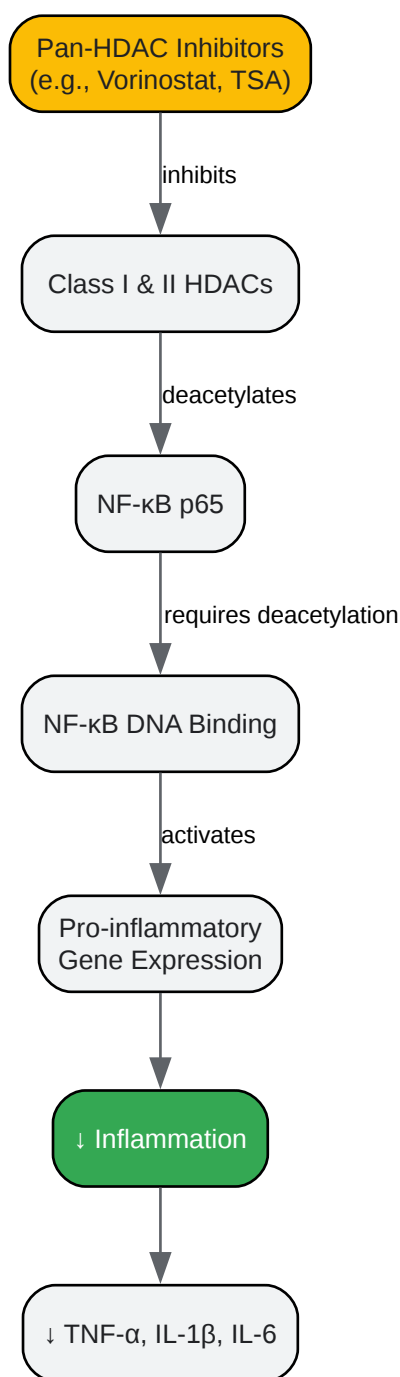 Pan-HDAC Inhibitors
(e.g., Vorinostat, TSA)
inhibits
Class I & II HDACs
deacetylates
NF-κB p65
requires deacetylation
NF-κB DNA Binding
activates
Pro-inflammatory
Gene Expression
↓ Inflammation
↓ TNF-α, IL-1β, IL-6